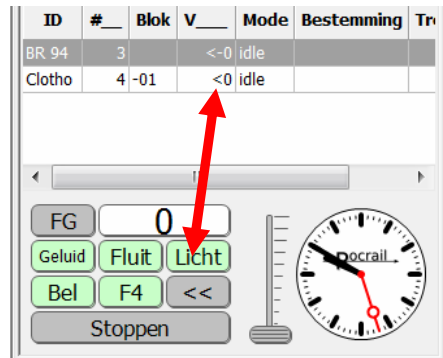 ID #__ Blok V___ Mode Bestemming Tr
BR 94 3 <-0 idle
Clotho 4 -01 <0 idle
FG 0
Geluid Fluit Licht
Bel F4 <<
Stoppen
pocrail